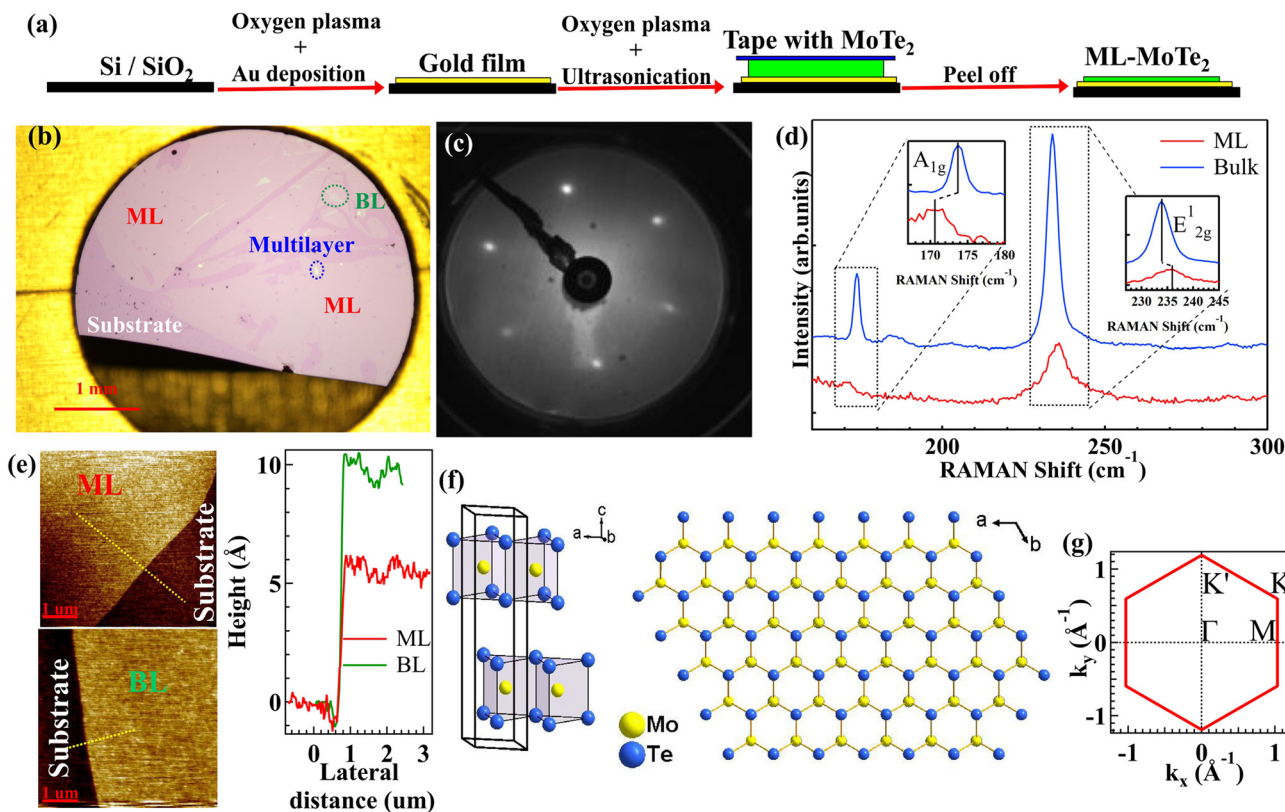 (a)
Si / SiO2
Oxygen plasma
+
Au deposition
Gold film
Oxygen plasma
+
Ultrasonication
Tape with MoTe2
Peel off
ML-MoTe2
(b)
ML
BL
Multilayer
ML
Substrate
1 mm
(c)
(d)
Intensity (arb.units)
ML
Bulk
A1g
170 175 180
RAMAN Shift (cm-1)
E12g
230 235 240 245
RAMAN Shift (cm-1)
200 250 300
RAMAN Shift (cm-1)
(e)
ML
Substrate
1 um
Substrate
BL
1 um
Height (Å)
10
5
0
ML
BL
0 1 2 3
Lateral
distance (um)
(f)
c
a
b
Mo
Te
a
b
(g)
ky (Å-1)
1
0
-1
K'
K
Γ
M
-1 0 1
kx (Å-1)